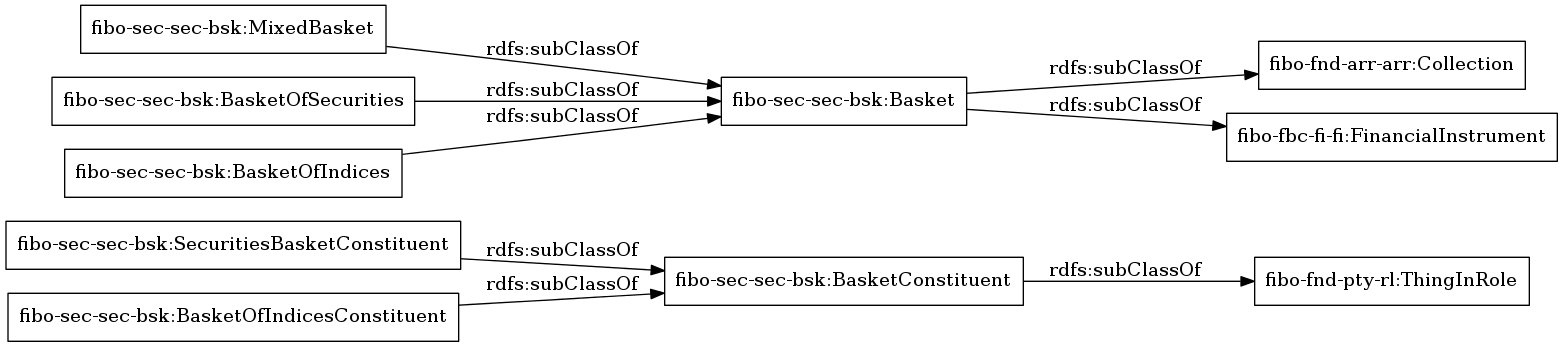 fibo-sec-sec-bsk:MixedBasket
rdfs:subClassOf
fibo-sec-sec-bsk:BasketOfSecurities
rdfs:subClassOf
fibo-sec-sec-bsk:BasketOfIndices
rdfs:subClassOf
fibo-sec-sec-bsk:Basket
rdfs:subClassOf
fibo-fnd-arr-arr:Collection
rdfs:subClassOf
fibo-fbc-fi-fi:FinancialInstrument
fibo-sec-sec-bsk:SecuritiesBasketConstituent
rdfs:subClassOf
fibo-sec-sec-bsk:BasketOfIndicesConstituent
rdfs:subClassOf
fibo-sec-sec-bsk:BasketConstituent
rdfs:subClassOf
fibo-fnd-pty-rl:ThingInRole